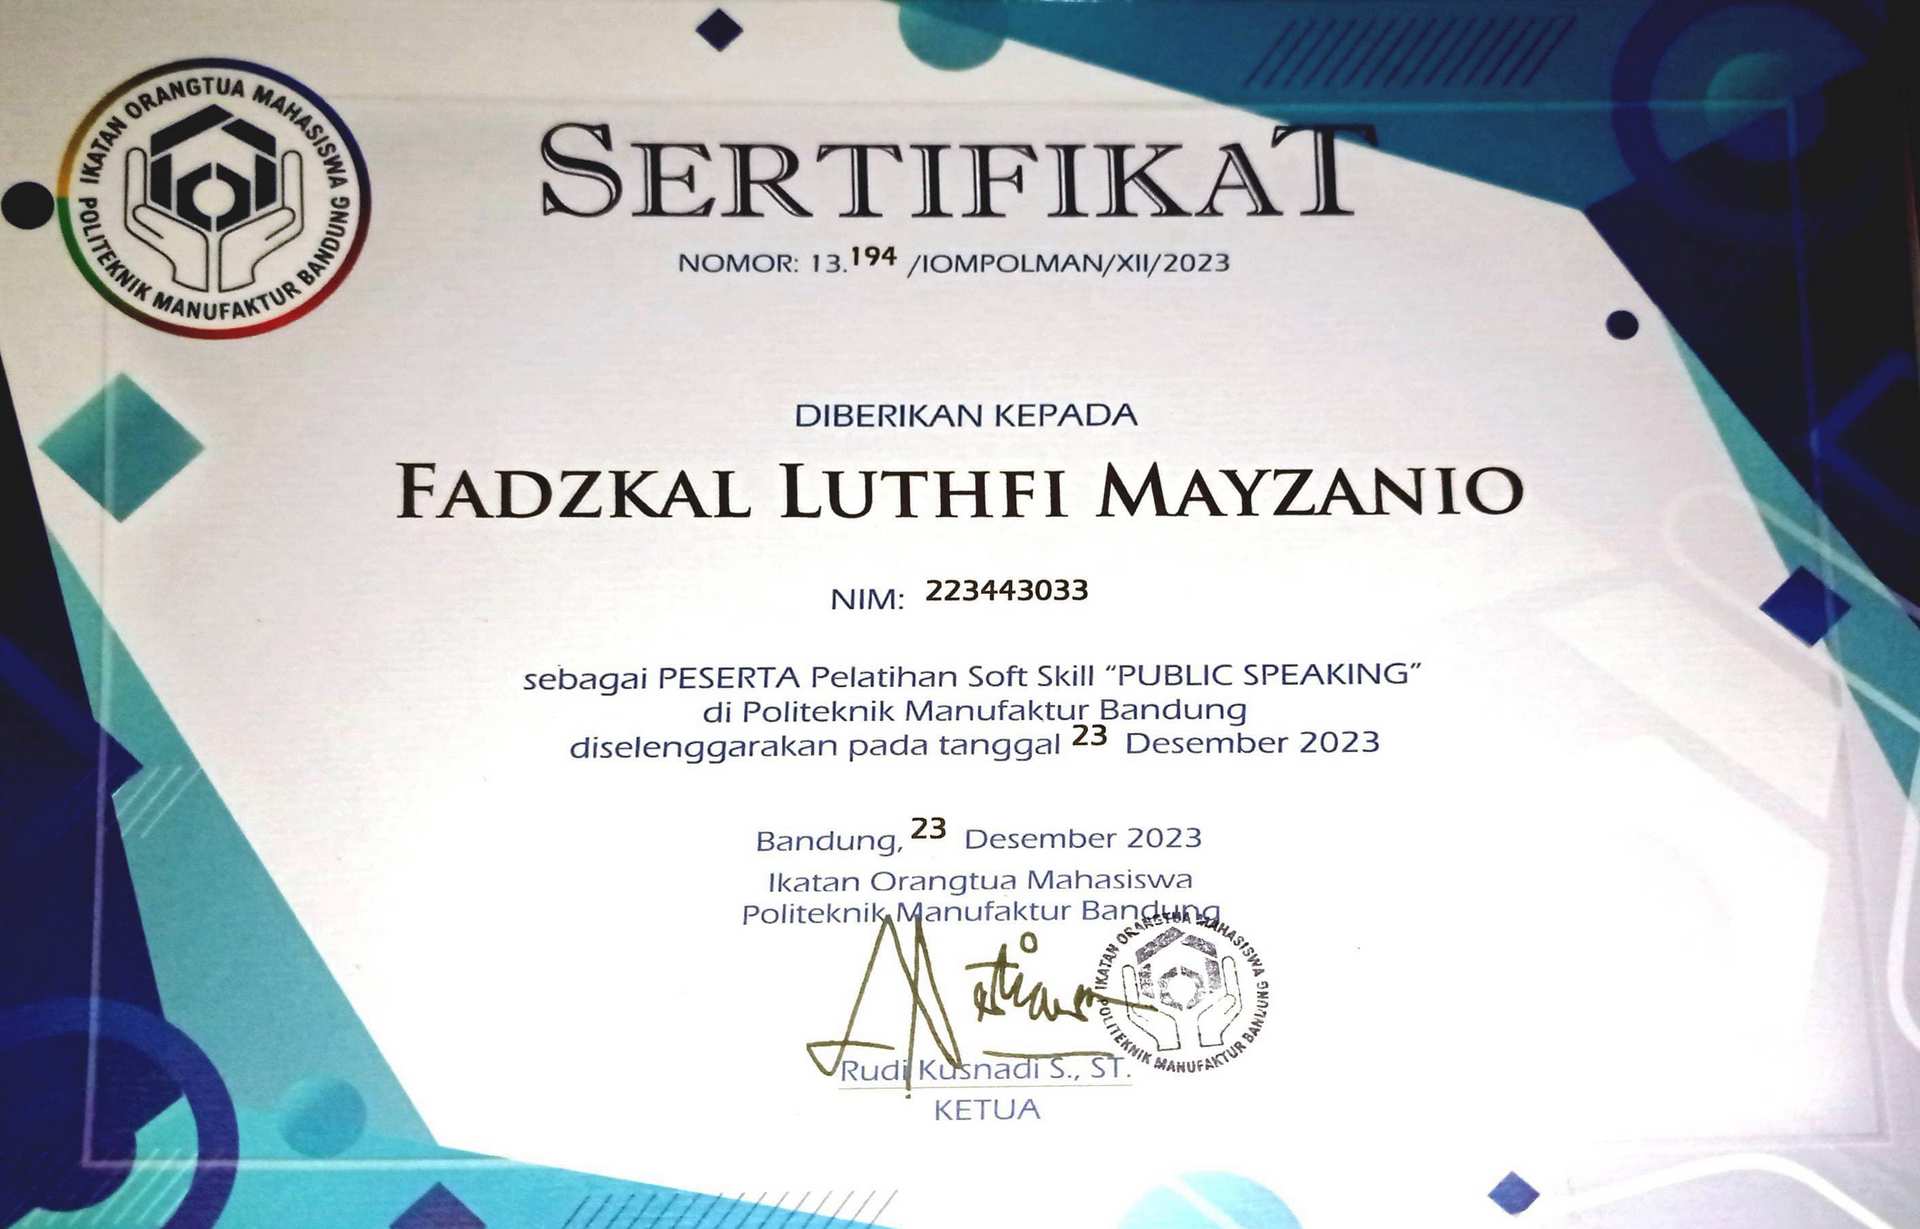 IKATAN ORANGTUA MAHASISWA
POLITEKNIK MANUFAKTUR BANDUNG
SERTIFIKAT
NOMOR: 13.194 /IOMPOLMAN/XII/2023
DIBERIKAN KEPADA
FADZKAL LUTHFI MAYZANIO
NIM: 223443033
sebagai PESERTA Pelatihan Soft Skill “PUBLIC SPEAKING”
di Politeknik Manufaktur Bandung
diselenggarakan pada tanggal 23 Desember 2023
Bandung, 23 Desember 2023
Ikatan Orangtua Mahasiswa
Politeknik Manufaktur Bandung
IKATAN ORANGTUA MAHASISWA
POLITEKNIK MANUFAKTUR BANDUNG
Rudi Kusnadi S., ST.
KETUA